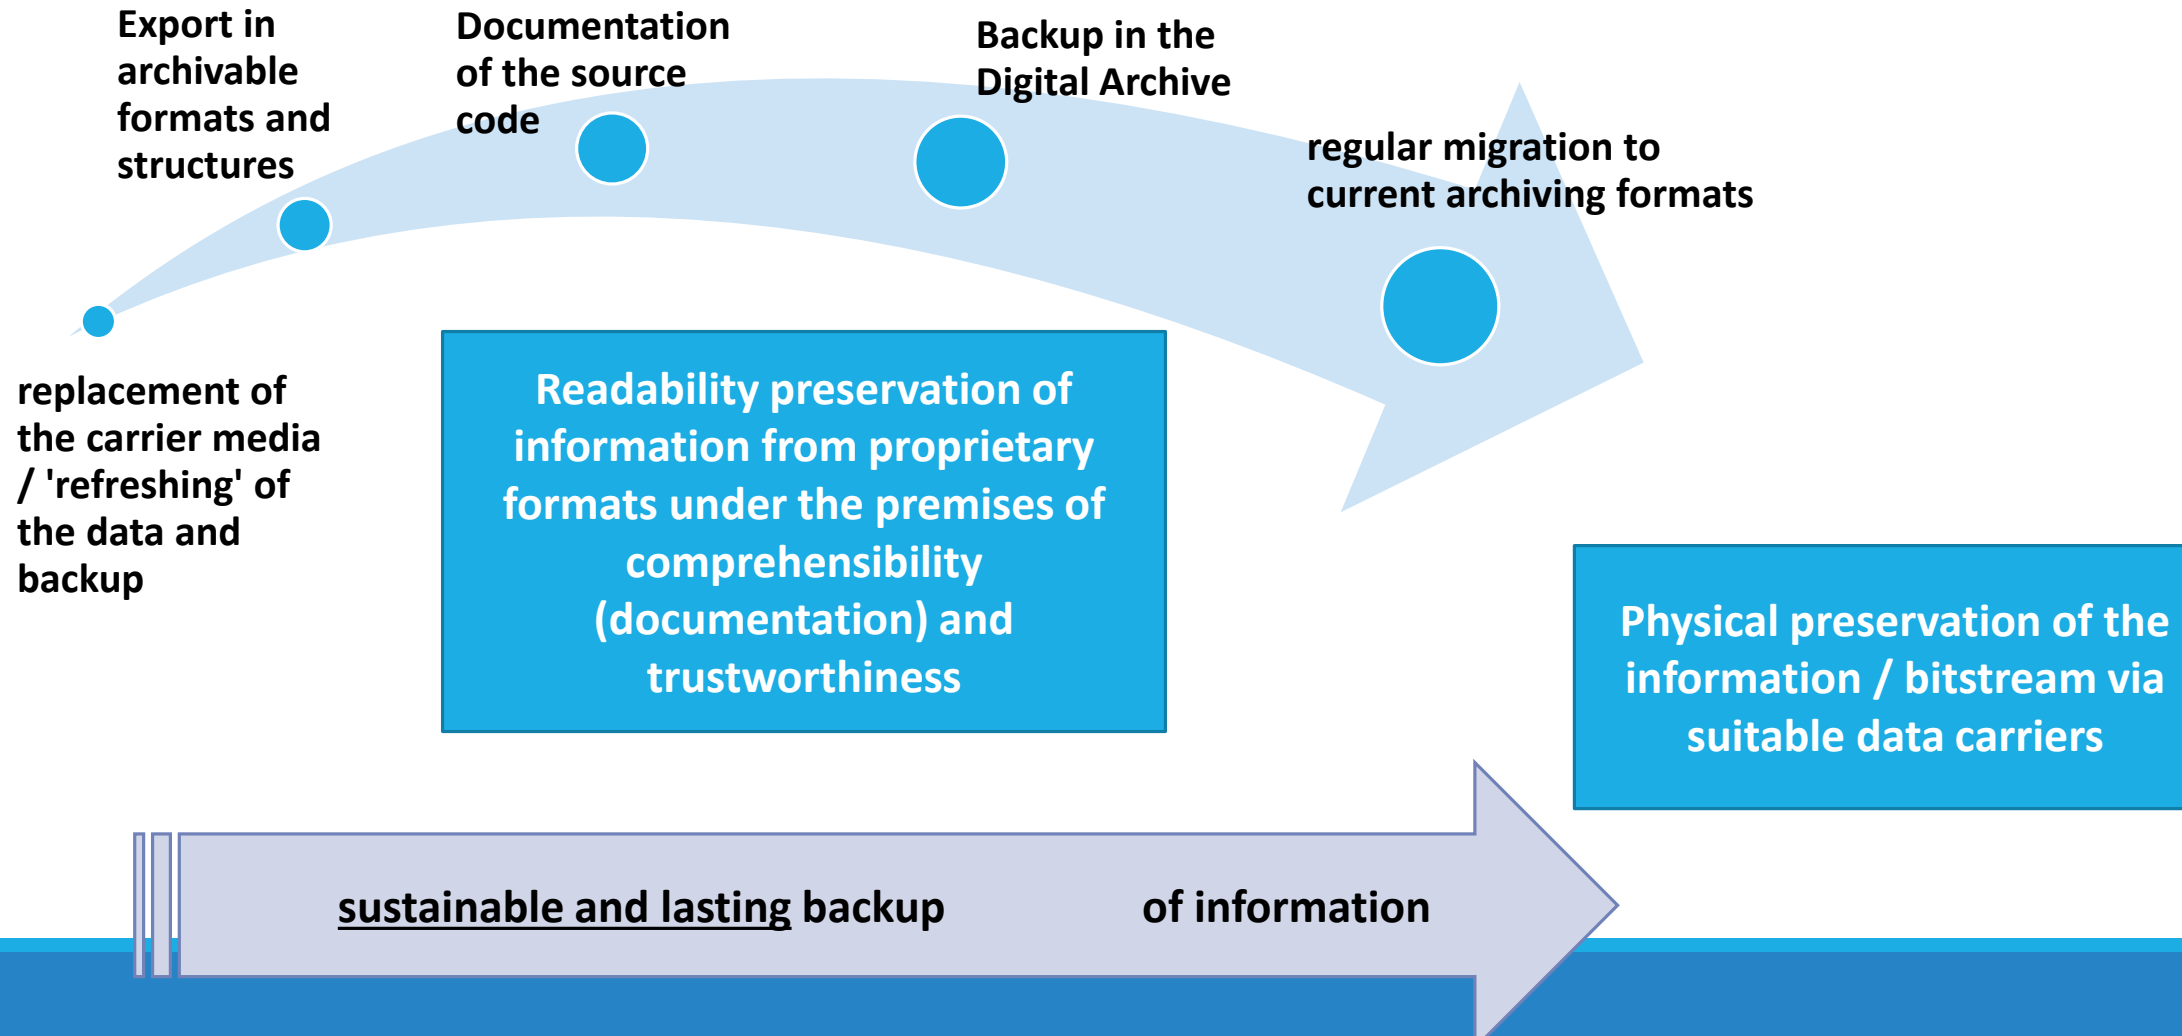 Export in
archivable
formats and
structures
Documentation
of the source
code
Backup in the
Digital Archive
regular migration to
current archiving formats
replacement of
the carrier media
/ 'refreshing' of
the data and
backup
Readability preservation of
information from proprietary
formats under the premises of
comprehensibility
(documentation) and
trustworthiness
Physical preservation of the
information / bitstream via
suitable data carriers
sustainable and lasting backup of information